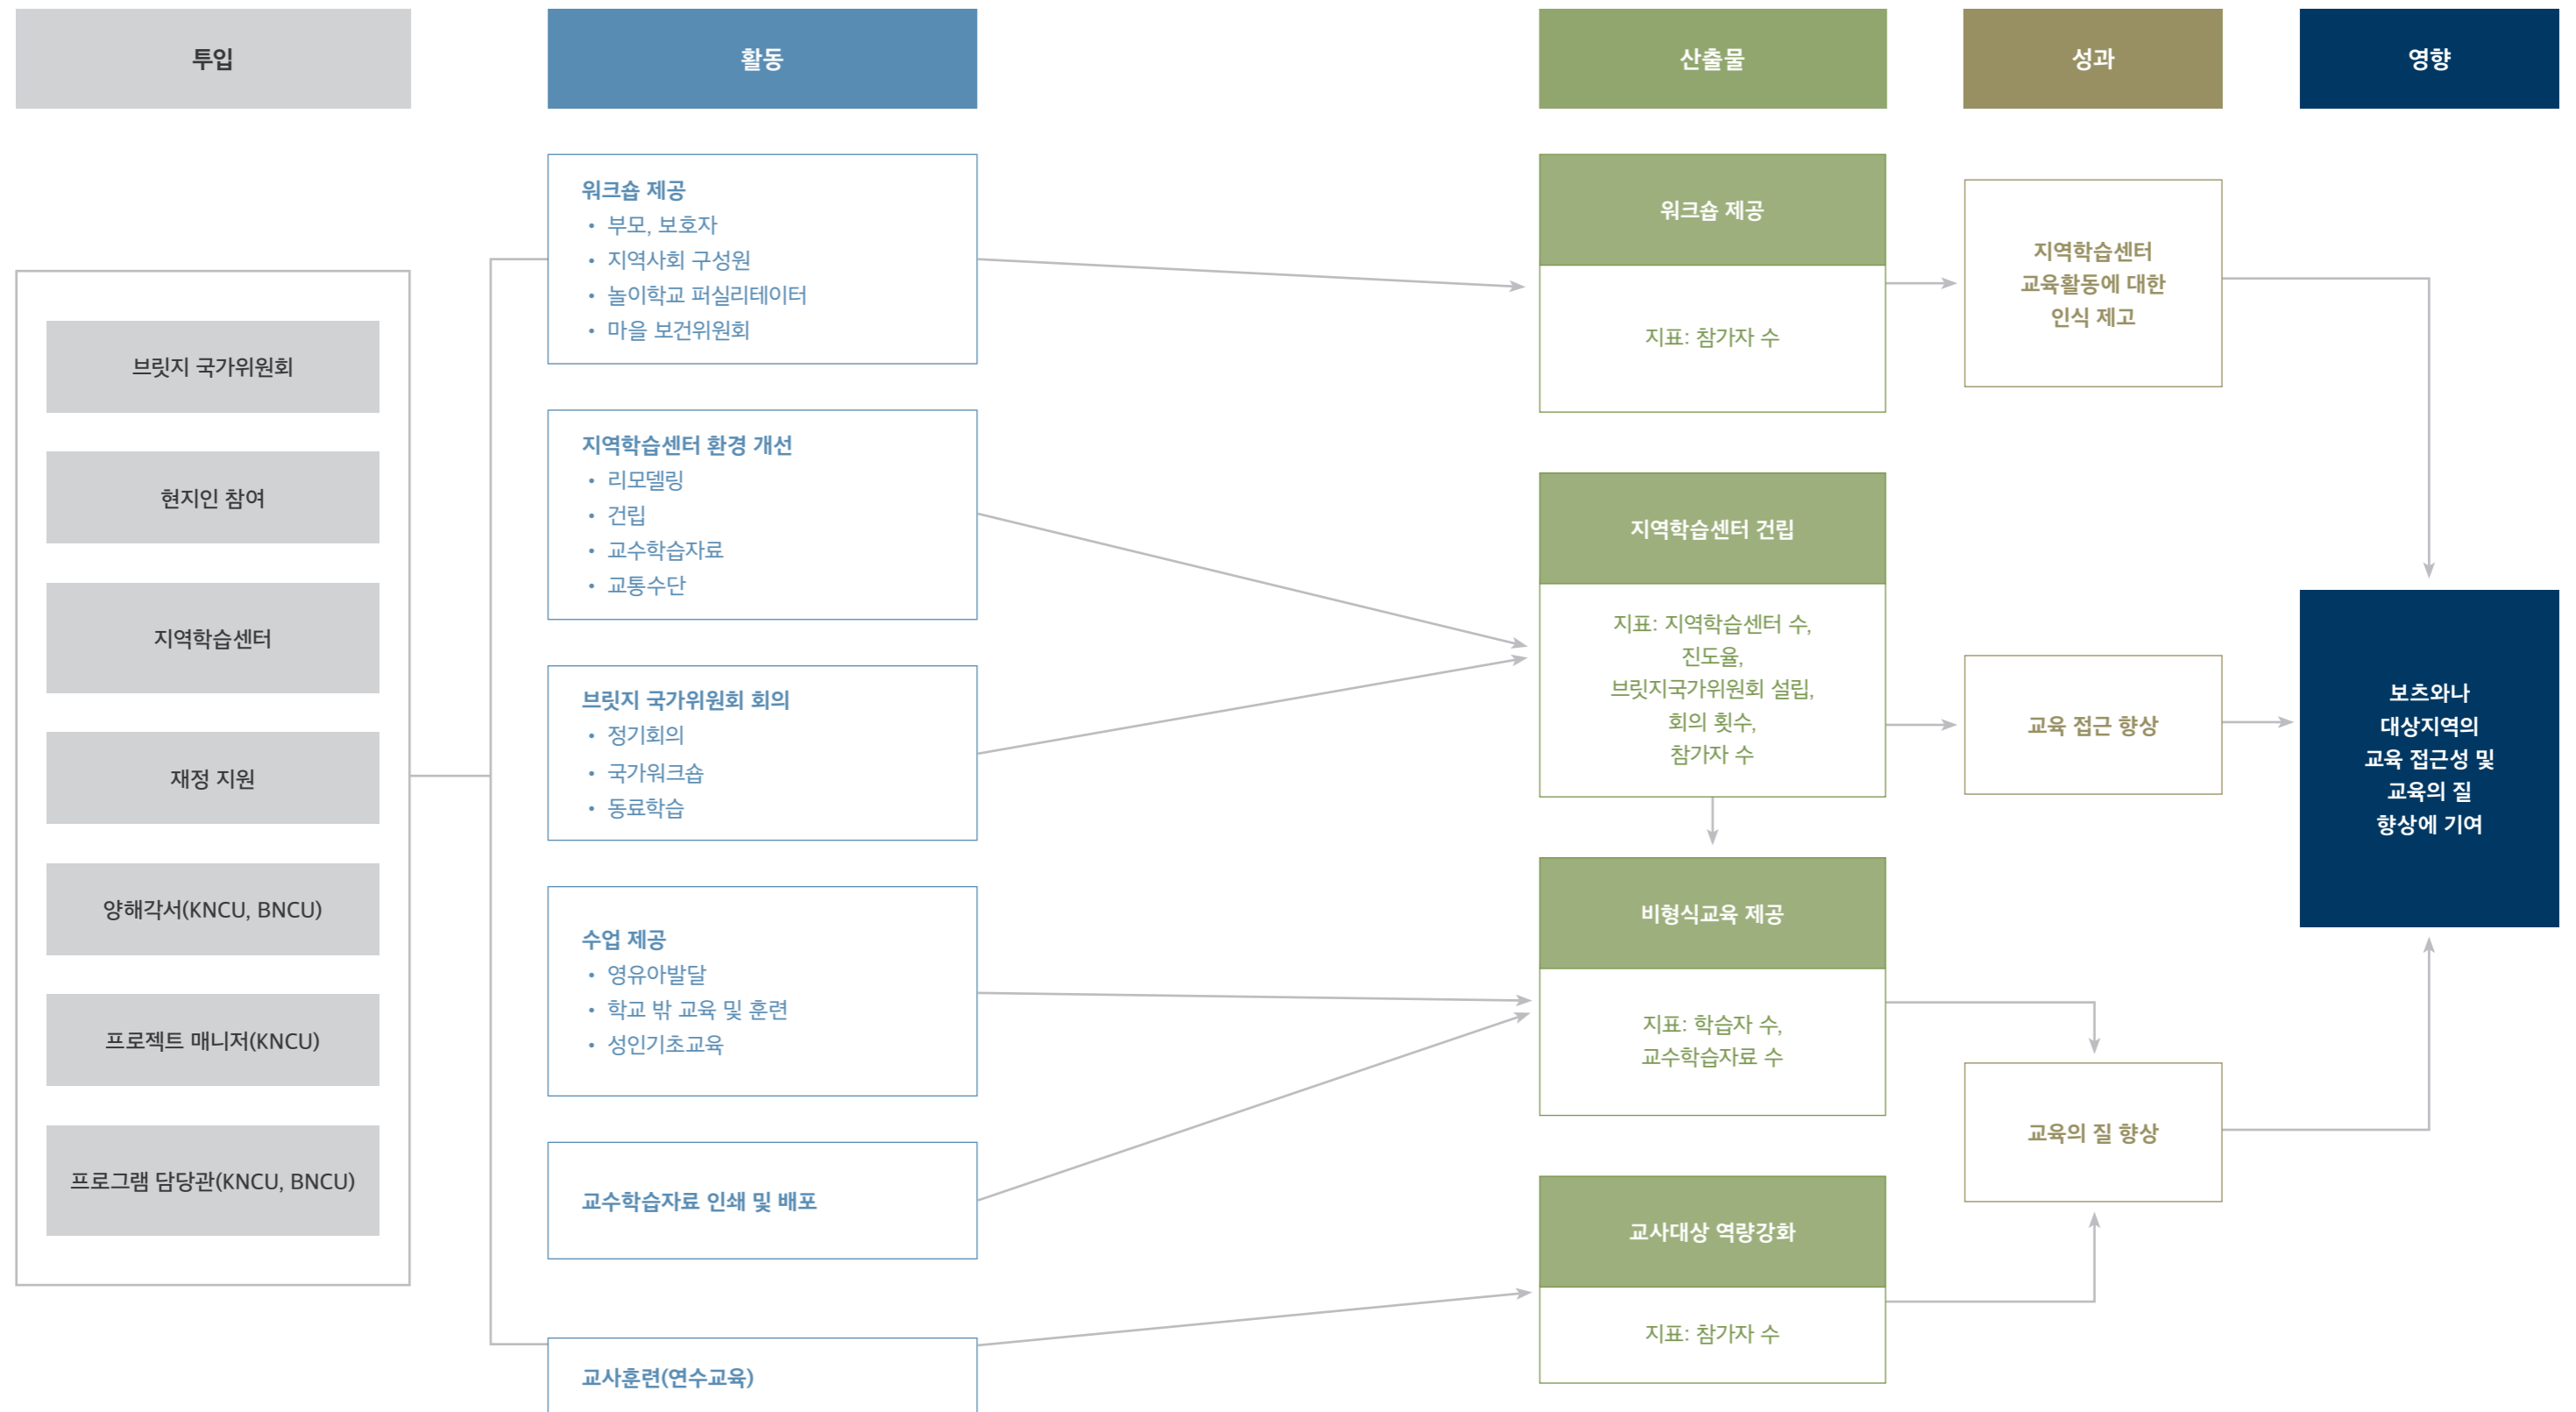 투입
활동
산출물
성과
영향
브릿지 국가위원회
현지인 참여
지역학습센터
재정 지원
양해각서(KNCU, BNCU)
프로젝트 매니저(KNCU)
프로그램 담당관(KNCU, BNCU)
워크숍 제공
• 부모, 보호자
• 지역사회 구성원
• 놀이학교 퍼실리테이터
• 마을 보건위원회
지역학습센터 환경 개선
• 리모델링
• 건립
• 교수학습자료
• 교통수단
브릿지 국가위원회 회의
• 정기회의
• 국가워크숍
• 동료학습
수업 제공
• 영유아발달
• 학교 밖 교육 및 훈련
• 성인기초교육
교수학습자료 인쇄 및 배포
교사훈련(연수교육)
워크숍 제공
지표: 참가자 수
지역학습센터 건립
지표: 지역학습센터 수,
진도율,
브릿지국가위원회 설립,
회의 횟수,
참가자 수
비형식교육 제공
지표: 학습자 수,
교수학습자료 수
교사대상 역량강화
지표: 참가자 수
지역학습센터
교육활동에 대한
인식 제고
교육 접근 향상
교육의 질 향상
보츠와나
대상지역의
교육 접근성 및
교육의 질
향상에 기여